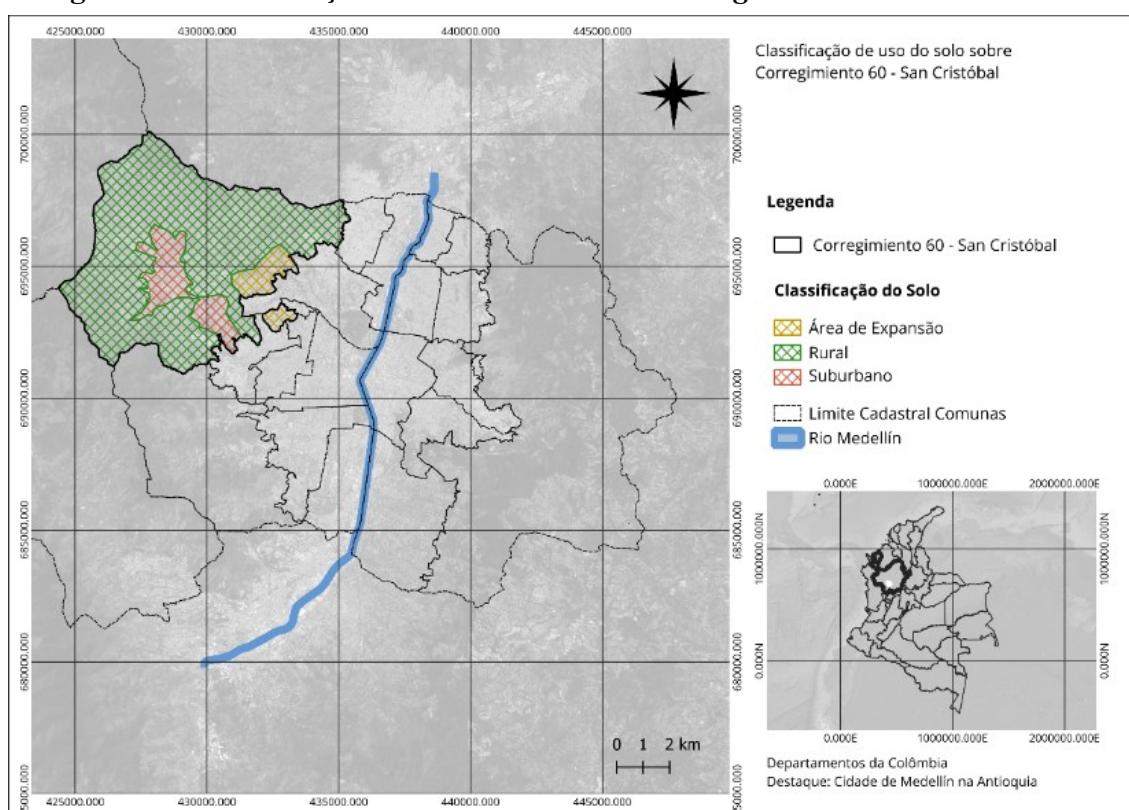 425000.000 430000.000 435000.000 440000.000 445000.000
700000.000 700000.000
695000.000 695000.000
690000.000 690000.000
685000.000 685000.000
680000.000 680000.000
5000.000 5000.000
0 1 2 km
425000.000 430000.000 435000.000 440000.000 445000.000
Classificação de uso do solo sobre
Corregimiento 60 - San Cristóbal
Legenda
Corregimiento 60 - San Cristóbal
Classificação do Solo
Área de Expansão
Rural
Suburbano
Limite Cadastral Comunas
Rio Medellín
0.000E 1000000.000E 2000000.000E
1000000.000N 1000000.000N
0.000N 0.000N
0.000E 1000000.000E 2000000.000E
Departamentos da Colômbia
Destaque: Cidade de Medellín na Antioquia